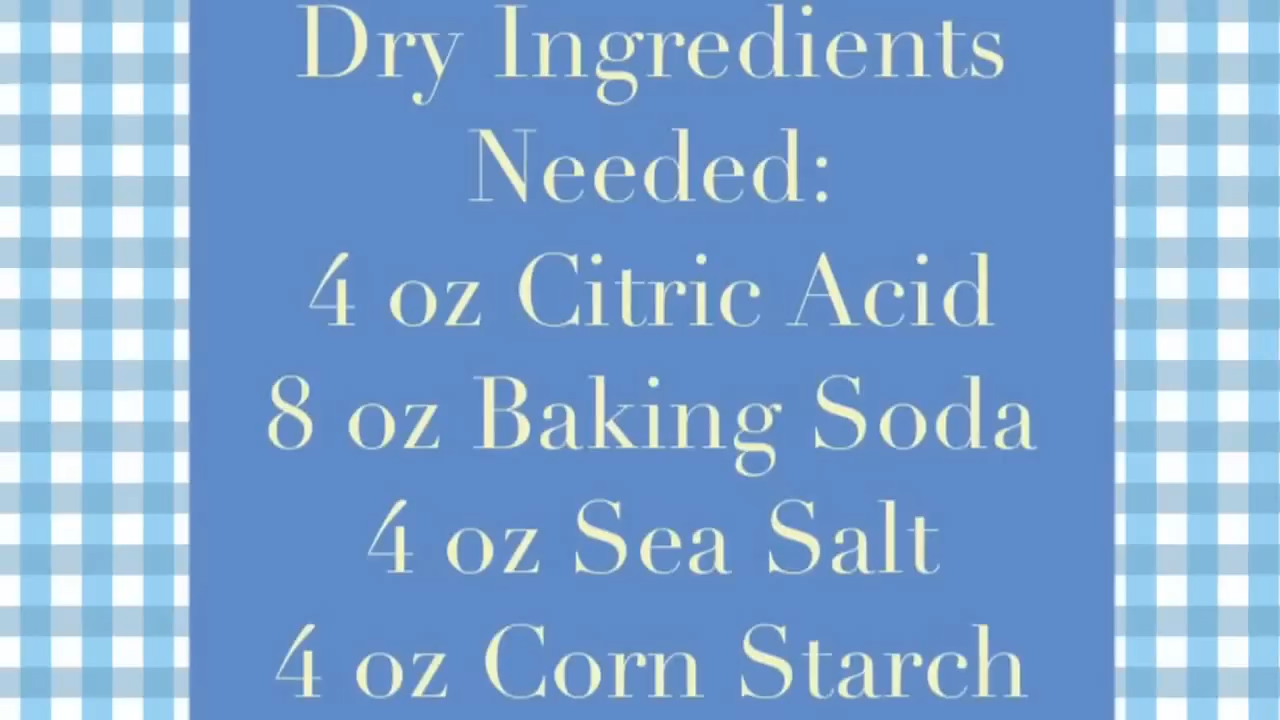 Dry Ingredients
Needed:
4 oz Citric Acid
8 oz Baking Soda
4 oz Sea Salt
4 oz Corn Starch